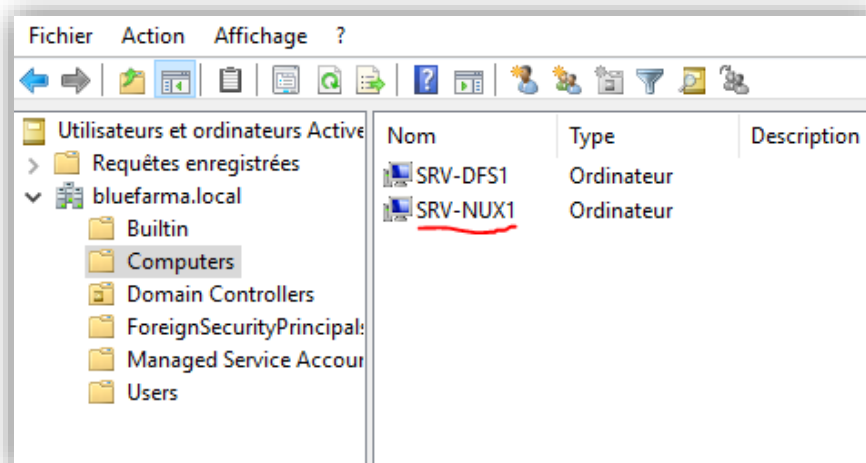 Fichier Action Affichage ?
Utilisateurs et ordinateurs Active
Requêtes enregistrées
bluefarma.local
Builtin
Computers
Domain Controllers
ForeignSecurityPrincipals
Managed Service Accour
Users
Nom Type Description
SRV-DFS1 Ordinateur
SRV-NUX1 Ordinateur